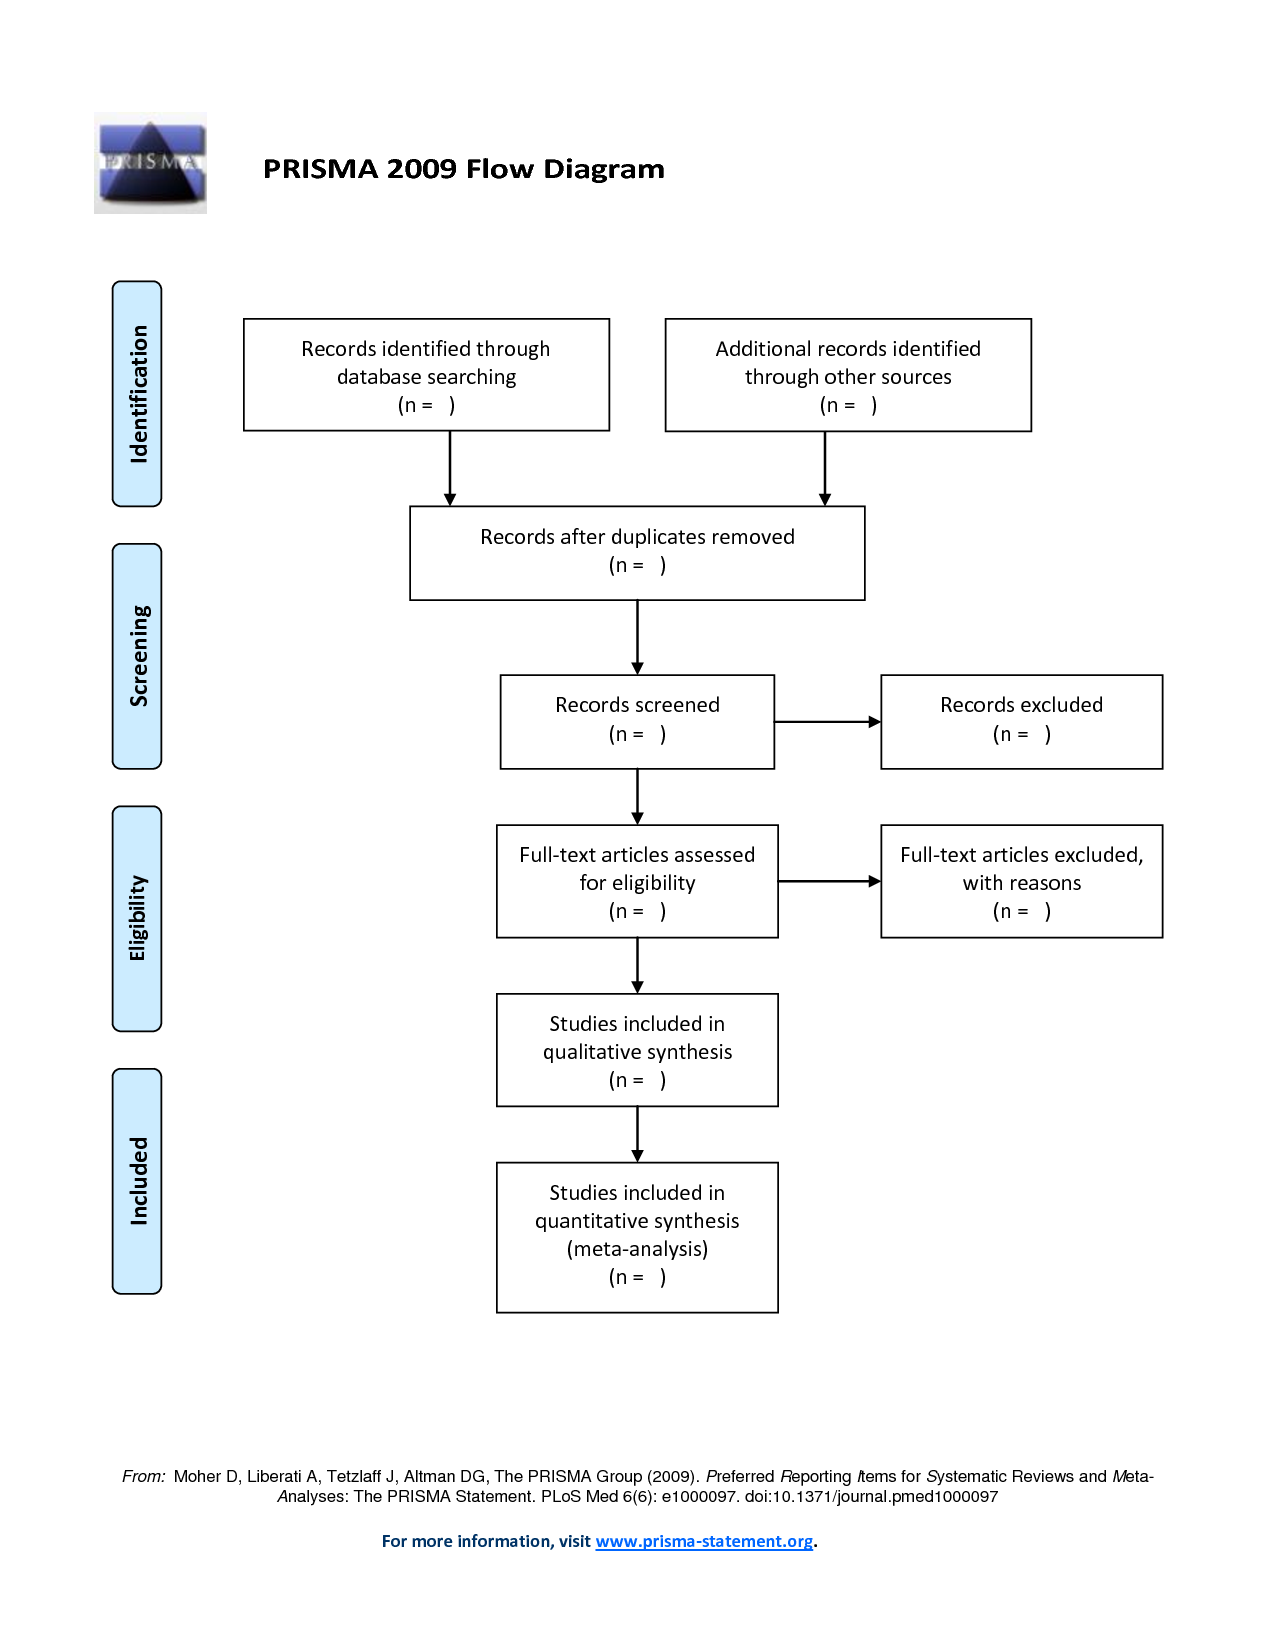 PRISMA
PRISMA 2009 Flow Diagram
Identification
Records identified through
database searching
(n =   )
Additional records identified
through other sources
(n =   )
Records after duplicates removed
(n =   )
Screening
Records screened
(n =   )
Records excluded
(n =   )
Eligibility
Full-text articles assessed
for eligibility
(n =   )
Full-text articles excluded,
with reasons
(n =   )
Studies included in
qualitative synthesis
(n =   )
Included
Studies included in
quantitative synthesis
(meta-analysis)
(n =   )
From:  Moher D, Liberati A, Tetzlaff J, Altman DG, The PRISMA Group (2009). Preferred Reporting Items for Systematic Reviews and Meta-
Analyses: The PRISMA Statement. PLoS Med 6(6): e1000097. doi:10.1371/journal.pmed1000097
For more information, visit www.prisma-statement.org.